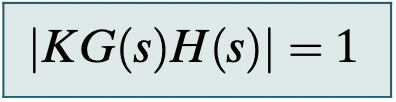 |KG(s)H(s)| = 1